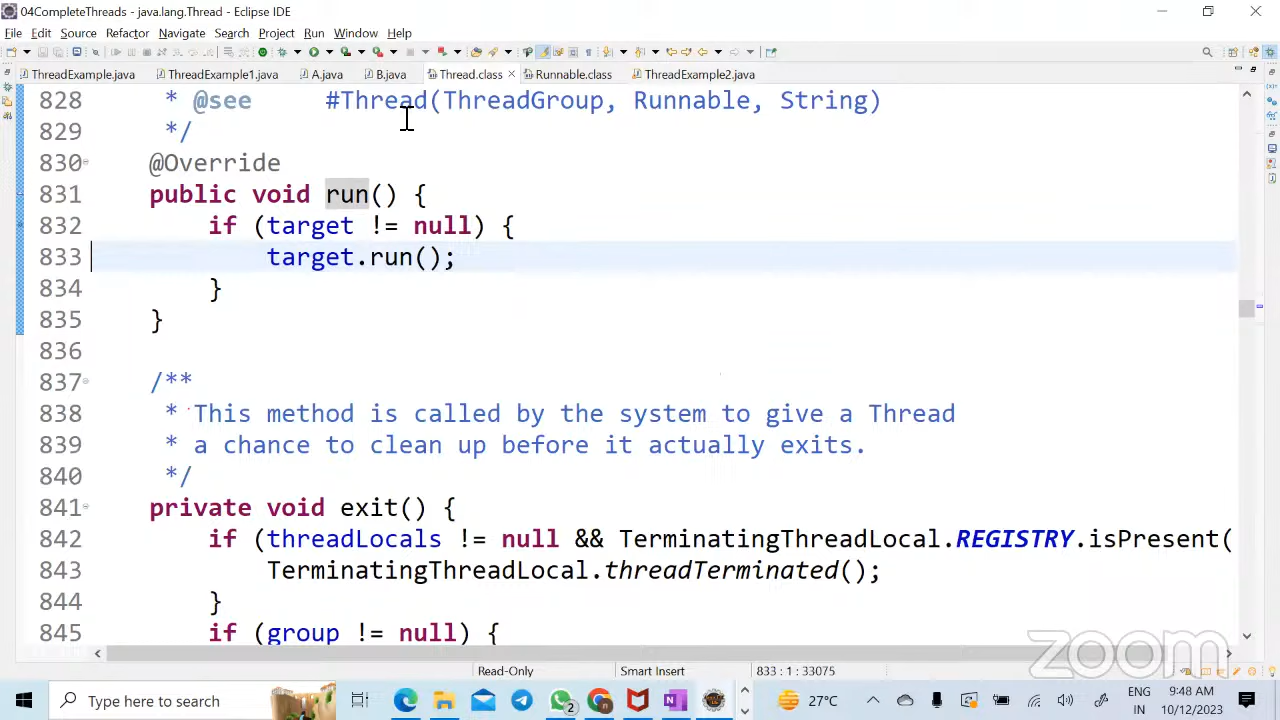 04CompleteThreads - java.lang.Thread - Eclipse IDE
File Edit Source Refactor Navigate Search Project Run Window Help
ThreadExample.java ThreadExample1.java A.java B.java Thread.class Runnable.class ThreadExample2.java
828 * @see #Thread(ThreadGroup, Runnable, String)
829 */
830 @Override
831 public void run() {
832 if (target != null) {
833 target.run();
834 }
835 }
836
837 /**
838 * This method is called by the system to give a Thread
839 * a chance to clean up before it actually exits.
840 */
841 private void exit() {
842 if (threadLocals != null && TerminatingThreadLocal.REGISTRY.isPresent(
843 TerminatingThreadLocal.threadTerminated();
844 }
845 if (group != null) {
zoom
Read-Only Smart Insert 833 : 1 : 33075
Type here to search 2 27°C ENG IN 9:48 AM 10/12/2023